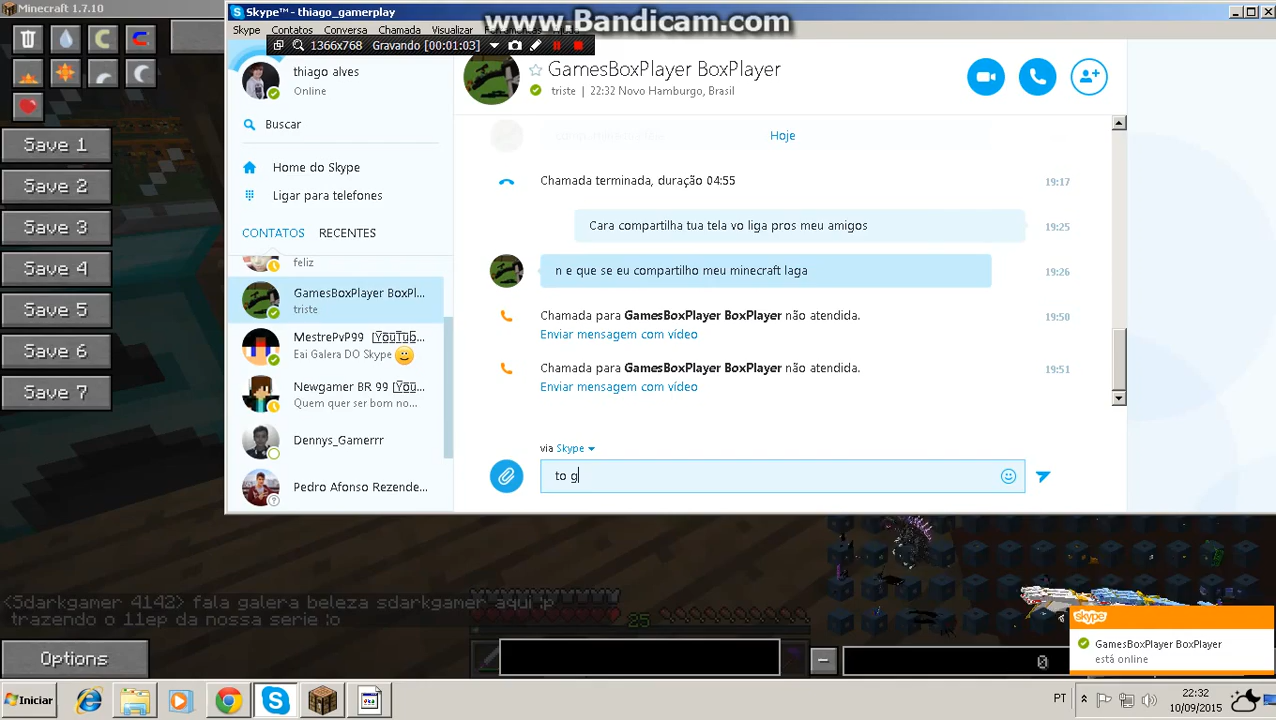 Minecraft 1.7.10
Skype™ - thiago_gamerplay
www.Bandicam.com
Skype Contatos Conversa Chamada Visualizar
1366x768 Gravando [00:01:03]
thiago alves
Online
Buscar
Home do Skype
Ligar para telefones
CONTATOS RECENTES
feliz
GamesBoxPlayer BoxPl...
triste
MestrePvP99 [YouTub...
Eai Galera DO Skype
Newgamer BR 99 [You...
Quem quer ser bom no...
Dennys_Gamerrr
Pedro Afonso Rezende...
GamesBoxPlayer BoxPlayer
triste | 22:32 Novo Hamburgo, Brasil
Hoje
Chamada terminada, duração 04:55 19:17
Cara compartilha tua tela vo liga pros meu amigos 19:25
n e que se eu compartilho meu minecraft laga 19:26
Chamada para GamesBoxPlayer BoxPlayer não atendida. 19:50
Enviar mensagem com vídeo
Chamada para GamesBoxPlayer BoxPlayer não atendida. 19:51
Enviar mensagem com vídeo
via Skype
to g
Save 1
Save 2
Save 3
Save 4
Save 5
Save 6
Save 7
<Sdarkgamer 4142> fala galera beleza sdarkgamer aqui :p
trazendo o 11ep da nossa serie :o
Options
25
0
skype
GamesBoxPlayer BoxPlayer
está online
Iniciar
PT
22:32
10/09/2015